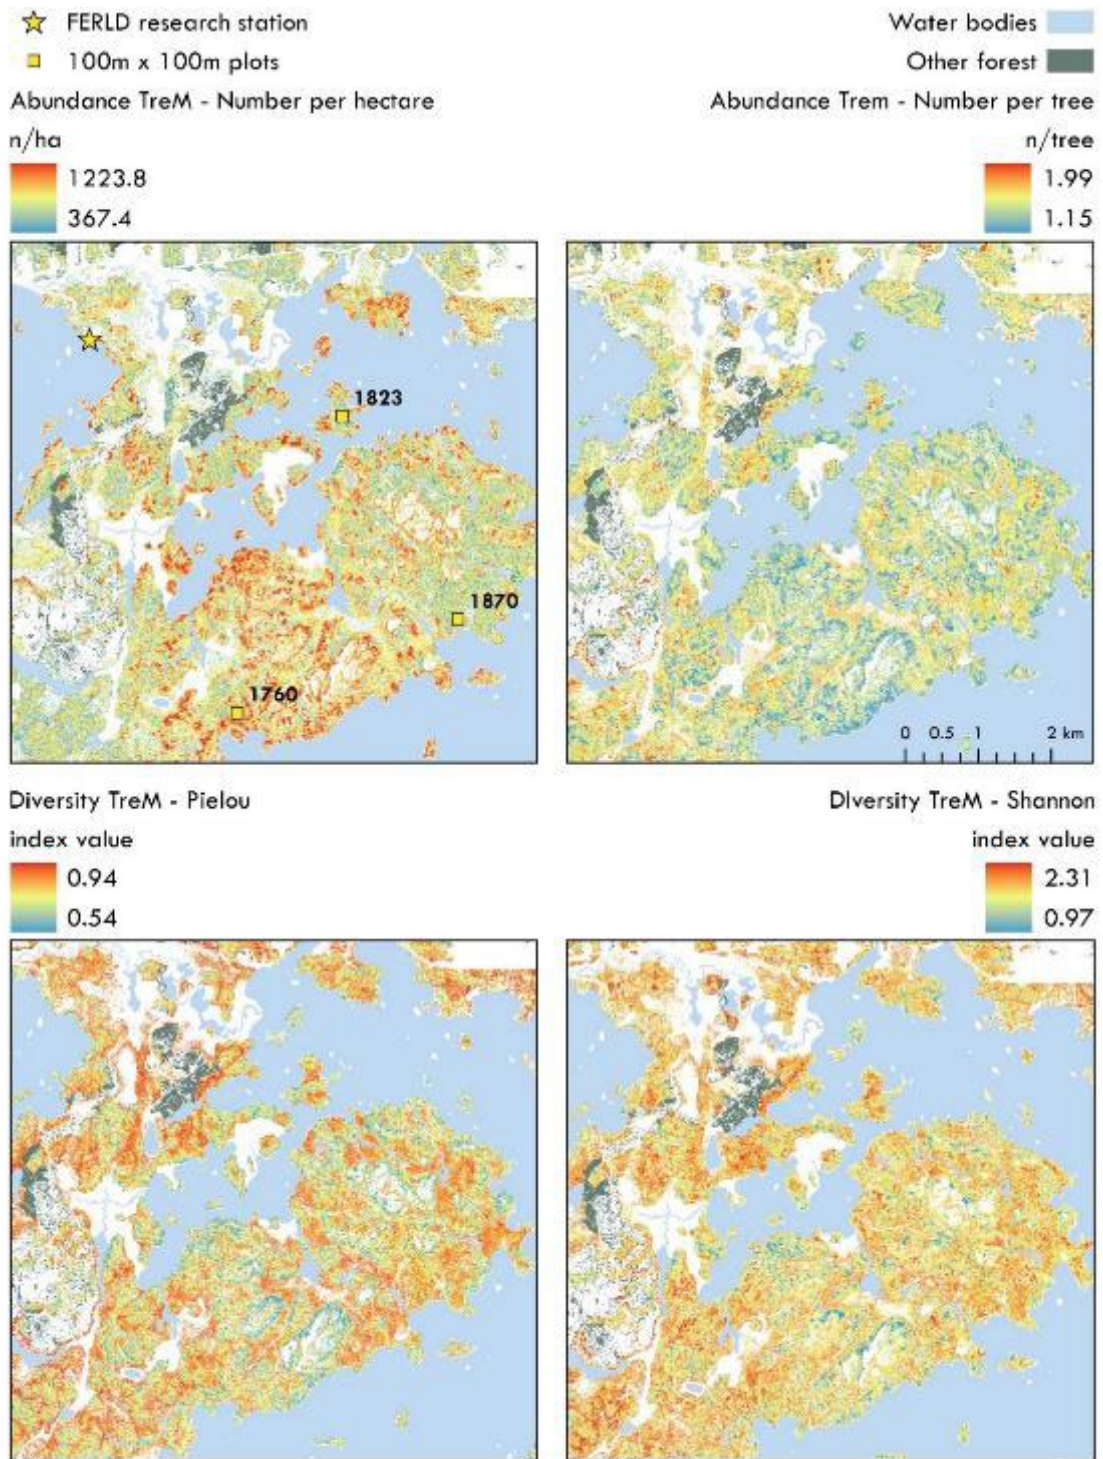 FERLD research station
100m x 100m plots
Water bodies
Other forest
Abundance TreM - Number per hectare
n/ha
1223.8
367.4
Abundance Trem - Number per tree
n/tree
1.99
1.15
1823
1870
1760
0 0.5 1 2 km
Diversity TreM - Pielou
index value
0.94
0.54
DIversity TreM - Shannon
index value
2.31
0.97